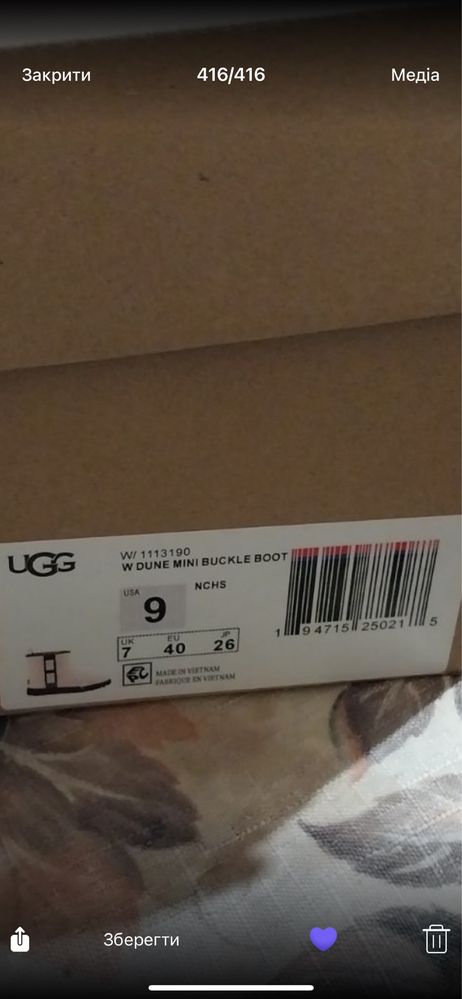 Закрити
416/416
Медіа
UGG
W/ 1113190
W DUNE MINI BUCKLE BOOT
USA
NCHS
9
UK EU JP
7 40 26
1 94715 25021 5
MADE IN VIETNAM
FABRIQUE EN VIETNAM
Зберегти